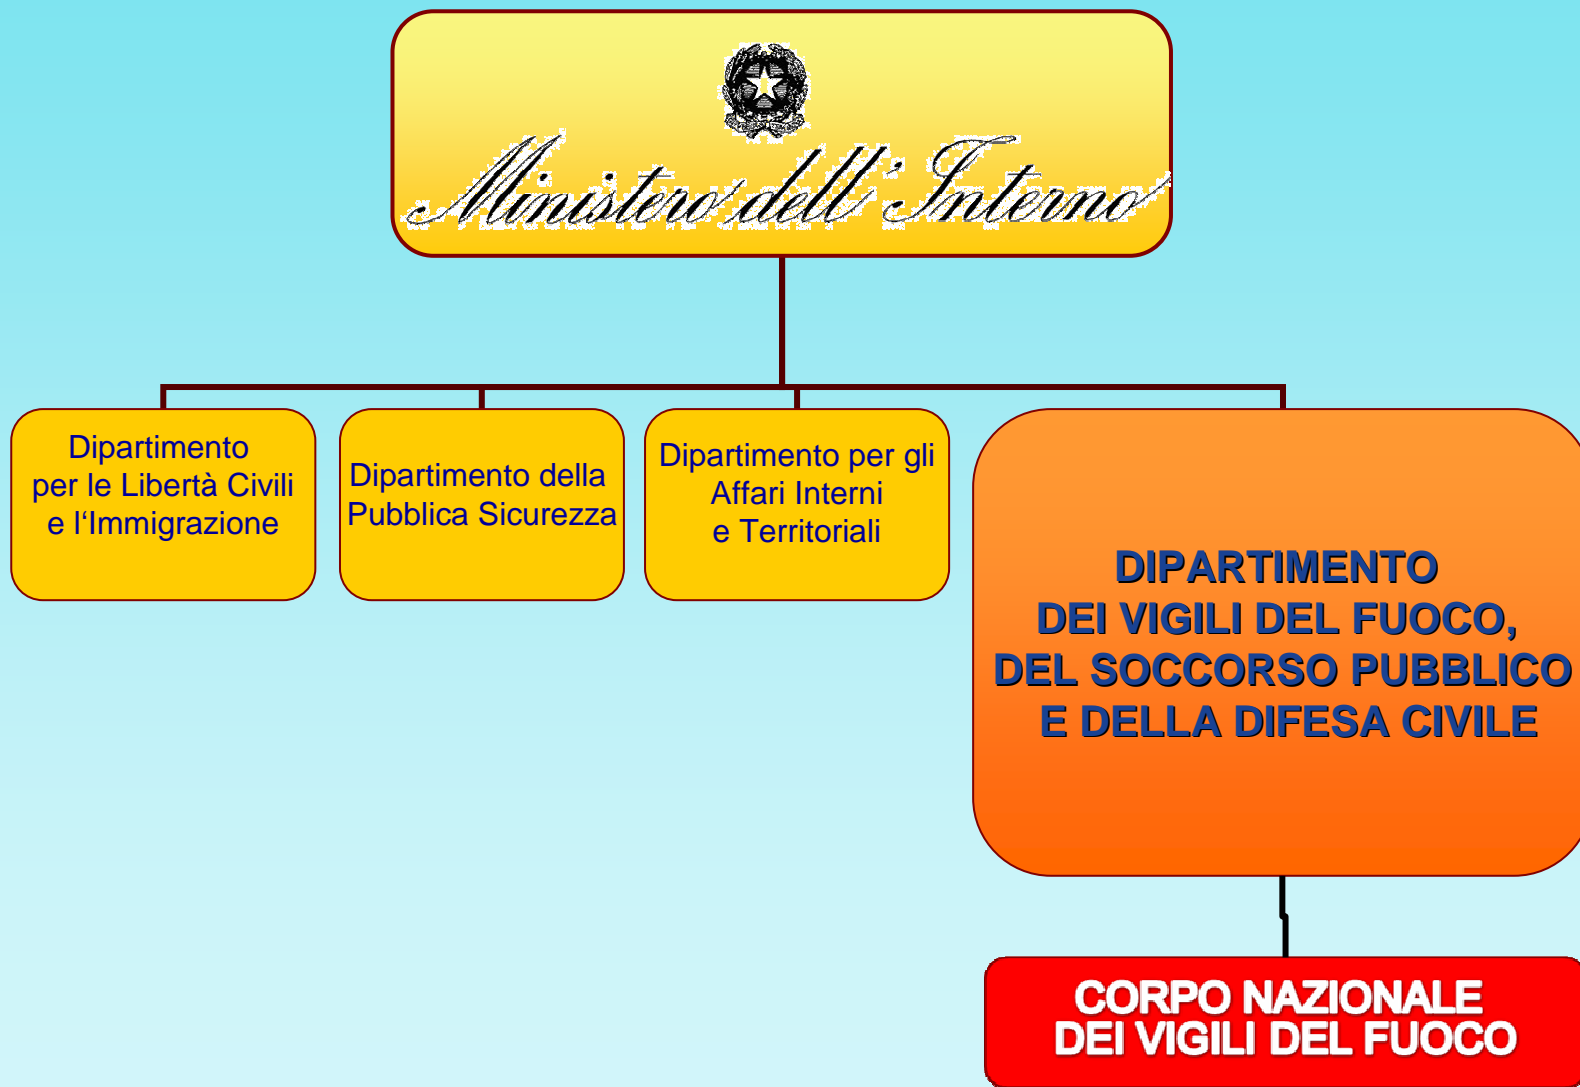 Ministero dell'Interno
Dipartimento
per le Libertà Civili
e l‘Immigrazione
Dipartimento della
Pubblica Sicurezza
Dipartimento per gli
Affari Interni
e Territoriali
DIPARTIMENTO
DEI VIGILI DEL FUOCO,
DEL SOCCORSO PUBBLICO
E DELLA DIFESA CIVILE
CORPO NAZIONALE
DEI VIGILI DEL FUOCO